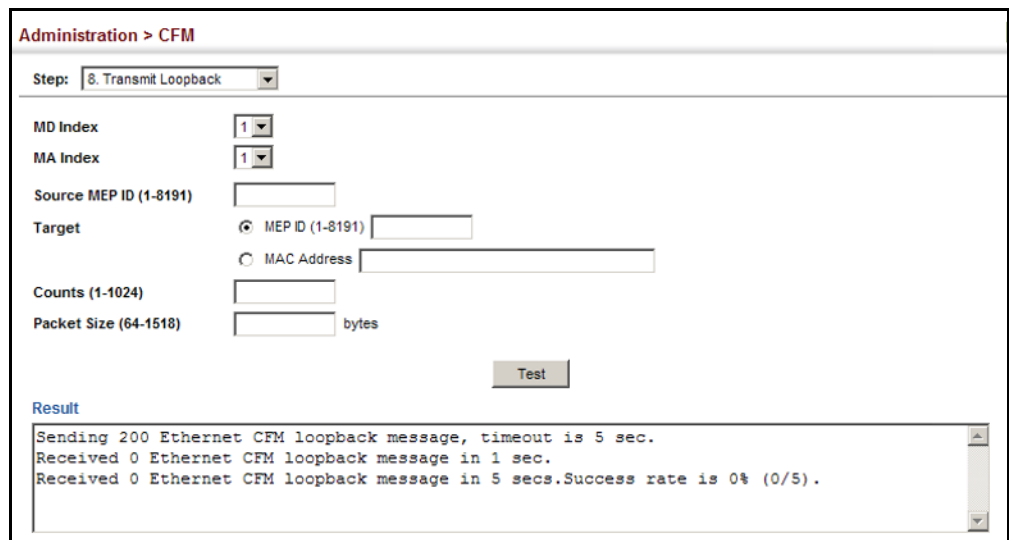 Administration > CFM
Step: 8. Transmit Loopback
MD Index 1
MA Index 1
Source MEP ID (1-8191)
Target MEP ID (1-8191)
MAC Address
Counts (1-1024)
Packet Size (64-1518) bytes
Test
Result
Sending 200 Ethernet CFM loopback message, timeout is 5 sec.
Received 0 Ethernet CFM loopback message in 1 sec.
Received 0 Ethernet CFM loopback message in 5 secs.Success rate is 0% (0/5).